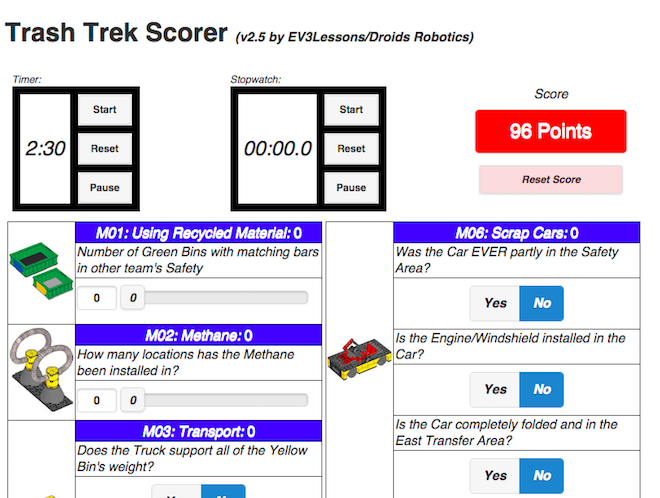 Trash Trek Scorer (v2.5 by EV3Lessons/Droids Robotics)
Timer:
2:30
Start
Reset
Pause
Stopwatch:
00:00.0
Start
Reset
Pause
Score
96 Points
Reset Score
M01: Using Recycled Material: 0
Number of Green Bins with matching bars
in other team's Safety
0 0
M02: Methane: 0
How many locations has the Methane
been installed in?
0 0
M03: Transport: 0
Does the Truck support all of the Yellow
Bin's weight?
M06: Scrap Cars: 0
Was the Car EVER partly in the Safety
Area?
Yes No
Is the Engine/Windshield installed in the
Car?
Yes No
Is the Car completely folded and in the
East Transfer Area?
Yes No